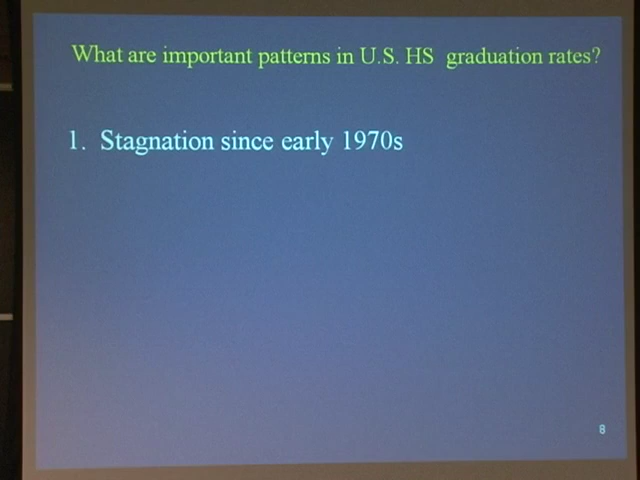 What are important patterns in U.S. HS graduation rates?
1. Stagnation since early 1970s
8